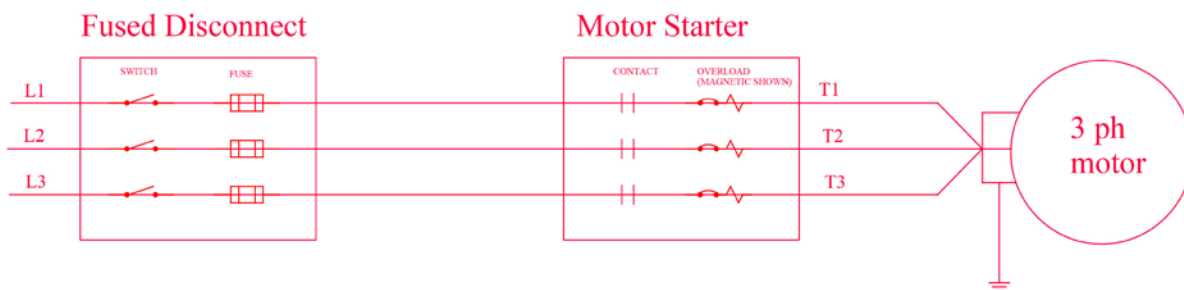 Fused Disconnect
Motor Starter
SWITCH
FUSE
CONTACT
OVERLOAD
(MAGNETIC SHOWN)
L1
T1
L2
T2
L3
T3
3 ph
motor